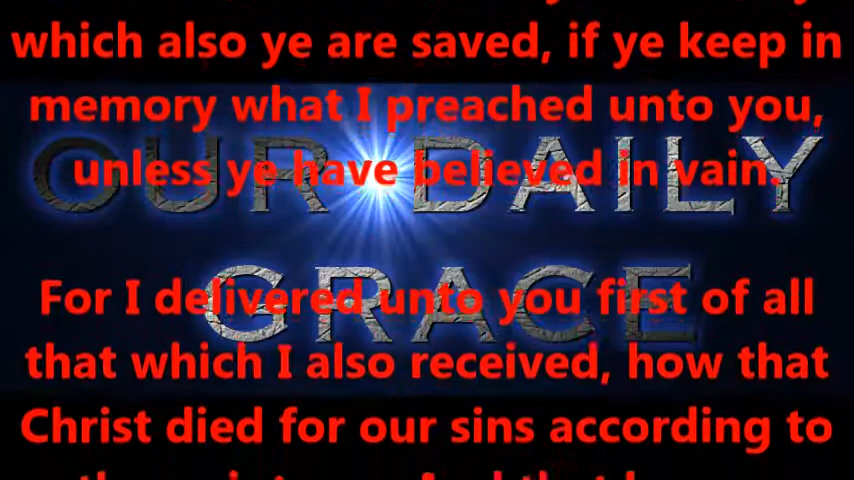 which also ye are saved, if ye keep in
memory what I preached unto you,
unless ye have believed in vain.
OUR DAILY
GRACE
For I delivered unto you first of all
that which I also received, how that
Christ died for our sins according to